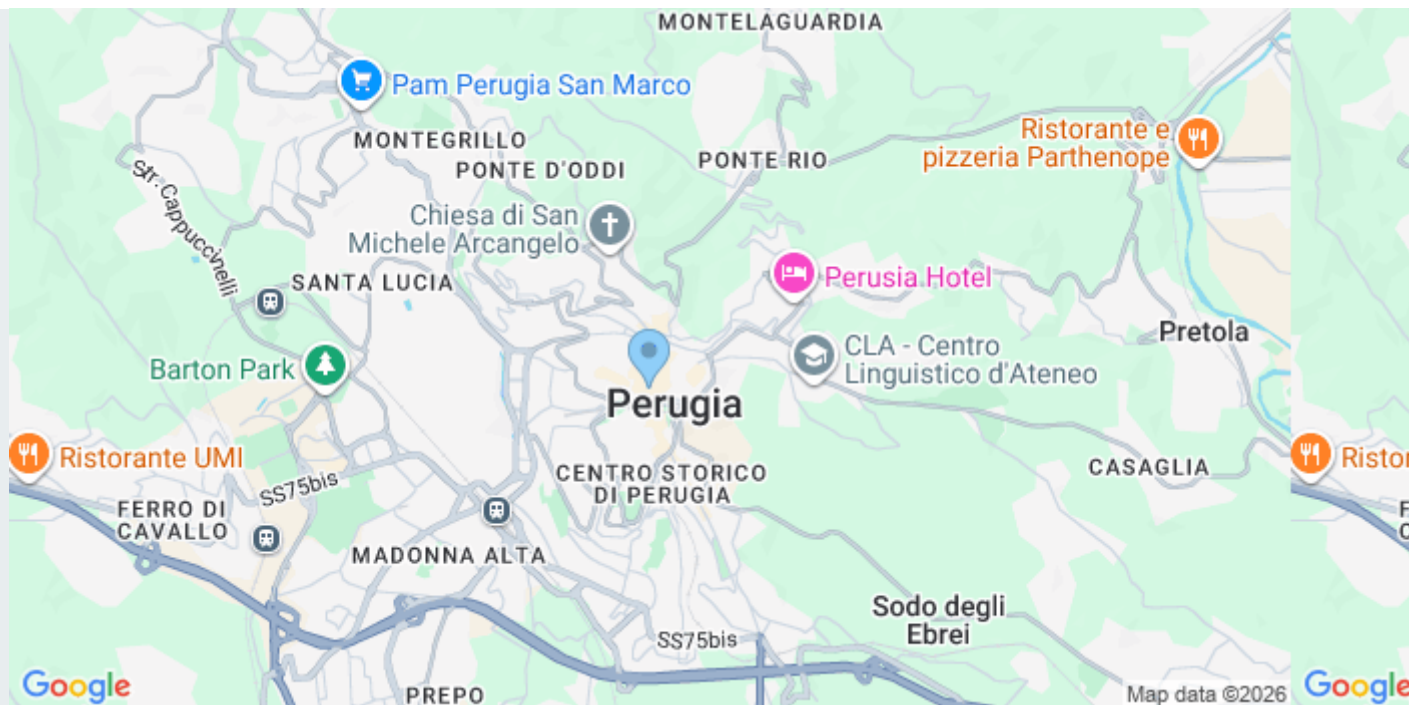 MONTELAGUARDIA
Pam Perugia San Marco
MONTEGRILLO
Ristorante e
pizzeria Parthenope
PONTE D'ODDI
PONTE RIO
str. Cappuccinelli
Chiesa di San
Michele Arcangelo
SANTA LUCIA
Perusia Hotel
Pretola
CLA - Centro
Linguistico d'Ateneo
Barton Park
Perugia
Ristorante UMI
CENTRO STORICO
DI PERUGIA
CASAGLIA
SS75bis
FERRO DI
CAVALLO
MADONNA ALTA
Sodo degli
Ebrei
SS75bis
PREPO
Google
Map data ©2026
Google